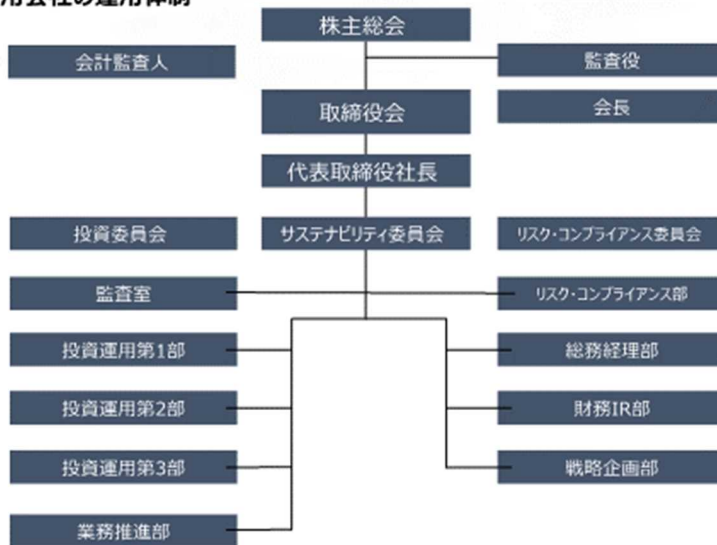 用会社の運用体制
株主総会
会計監査人
監査役
取締役会
会長
代表取締役社長
投資委員会
サステナビリティ委員会
リスク・コンプライアンス委員会
監査室
リスク・コンプライアンス部
投資運用第1部
総務経理部
投資運用第2部
財務IR部
投資運用第3部
戦略企画部
業務推進部